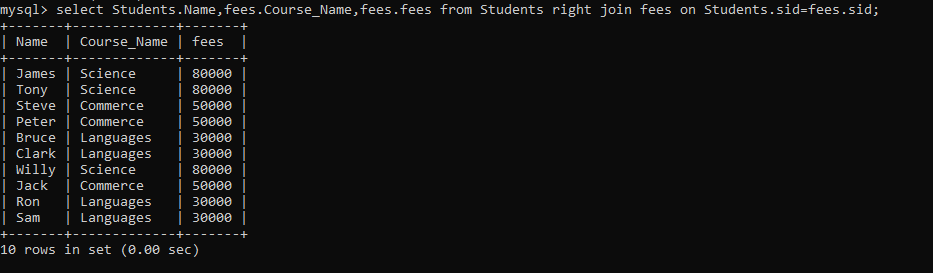 mysql> select Students.Name,fees.Course_Name,fees.fees from Students right join fees on Students.sid=fees.sid;
+-------+-------------+-------+
| Name  | Course_Name | fees  |
+-------+-------------+-------+
| James | Science     | 80000 |
| Tony  | Science     | 80000 |
| Steve | Commerce    | 50000 |
| Peter | Commerce    | 50000 |
| Bruce | Languages   | 30000 |
| Clark | Languages   | 30000 |
| Willy | Science     | 80000 |
| Jack  | Commerce    | 50000 |
| Ron   | Languages   | 30000 |
| Sam   | Languages   | 30000 |
+-------+-------------+-------+
10 rows in set (0.00 sec)